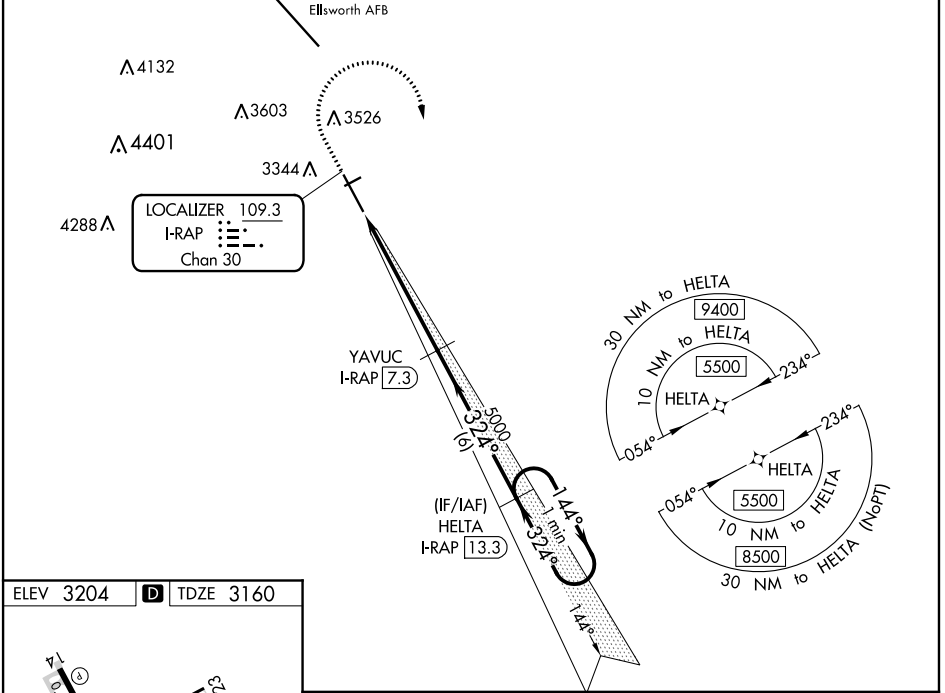 Ellsworth AFB
4132
3603
3526
4401
3344
4288
LOCALIZER 109.3
I-RAP
Chan 30
30 NM to HELTA
9400
10 NM to HELTA
5500
234°
HELTA
054°
YAVUC
I-RAP 7.3
5000
324°
(6)
234°
HELTA
054°
5500
10 NM to HELTA
8500
30 NM to HELTA (NoPT)
(IF/IAF)
HELTA
I-RAP 13.3
144°
1 min
324°
144°
ELEV 3204 D TDZE 3160
14
P
0.
23